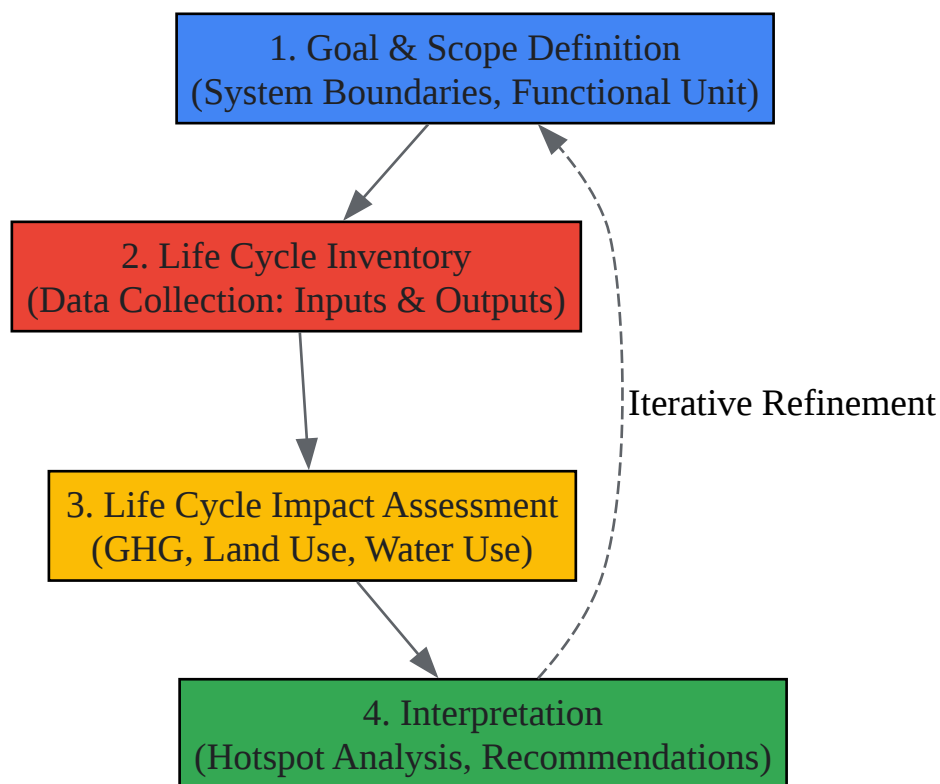 1. Goal & Scope Definition
(System Boundaries, Functional Unit)
2. Life Cycle Inventory
(Data Collection: Inputs & Outputs)
Iterative Refinement
3. Life Cycle Impact Assessment
(GHG, Land Use, Water Use)
4. Interpretation
(Hotspot Analysis, Recommendations)